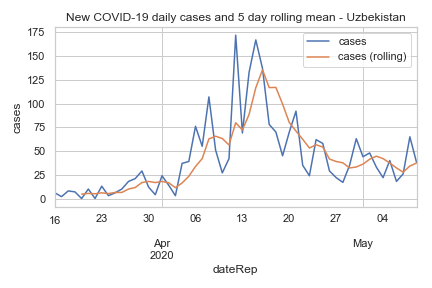 New COVID-19 daily cases and 5 day rolling mean - Uzbekistan
cases
cases (rolling)
175
150
125
100
75
50
25
0
cases
16 23 30 06 13 20 27 04
Apr May
2020
dateRep